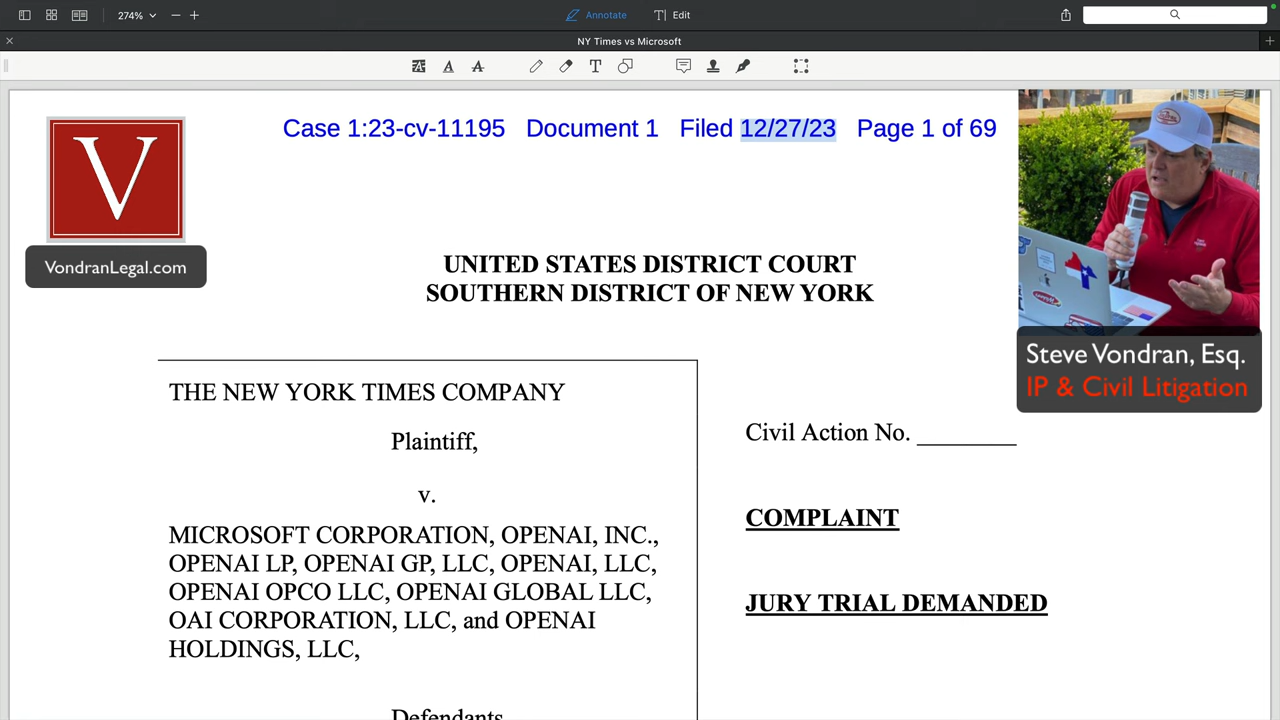 274%
Annotate
Edit
NY Times vs Microsoft
Case 1:23-cv-11195 Document 1 Filed 12/27/23 Page 1 of 69
V
VondranLegal.com
UNITED STATES DISTRICT COURT
SOUTHERN DISTRICT OF NEW YORK
Steve Vondran, Esq.
IP & Civil Litigation
THE NEW YORK TIMES COMPANY
Plaintiff,
v.
MICROSOFT CORPORATION, OPENAI, INC.,
OPENAI LP, OPENAI GP, LLC, OPENAI, LLC,
OPENAI OPCO LLC, OPENAI GLOBAL LLC,
OAI CORPORATION, LLC, and OPENAI
HOLDINGS, LLC,
Defendants
Civil Action No. ________
COMPLAINT
JURY TRIAL DEMANDED